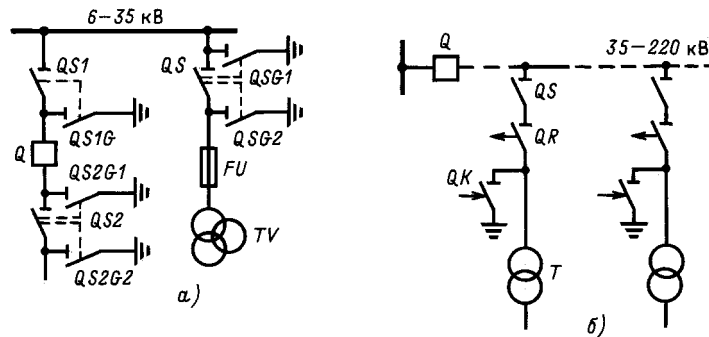 6–35 кВ
QS1
QS1G
Q
QS2G1
QS2
QS2G2
а)
QS
QSG1
QSG2
FU
TV
Q
35–220 кВ
QS
QR
QK
T
б)